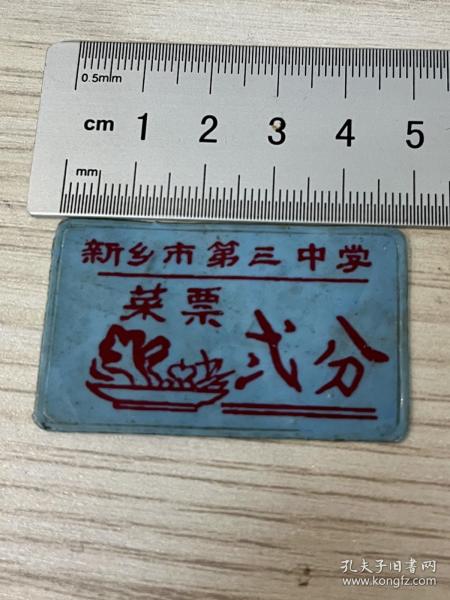 0.5mm
cm 1 2 3 4 5
mm
新乡市第三中学
菜票
弍分
孔夫子旧书网
www.kongfz.com